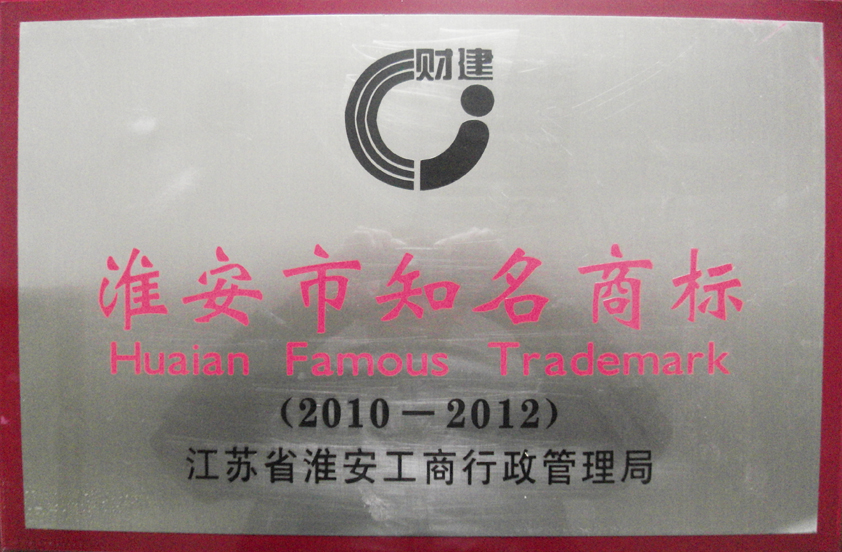 财建
淮安市知名商标
Huaian Famous Trademark
(2010－2012)
江苏省淮安工商行政管理局